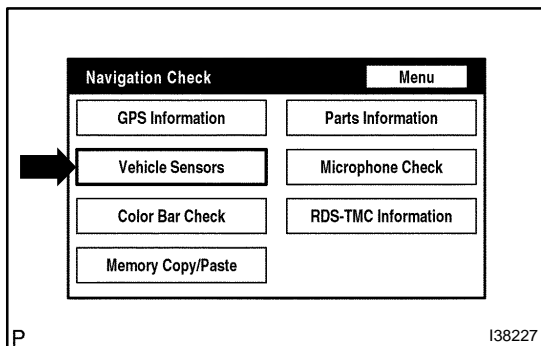 Navigation Check
Menu
GPS Information
Parts Information
Vehicle Sensors
Microphone Check
Color Bar Check
RDS-TMC Information
Memory Copy/Paste
P
I38227